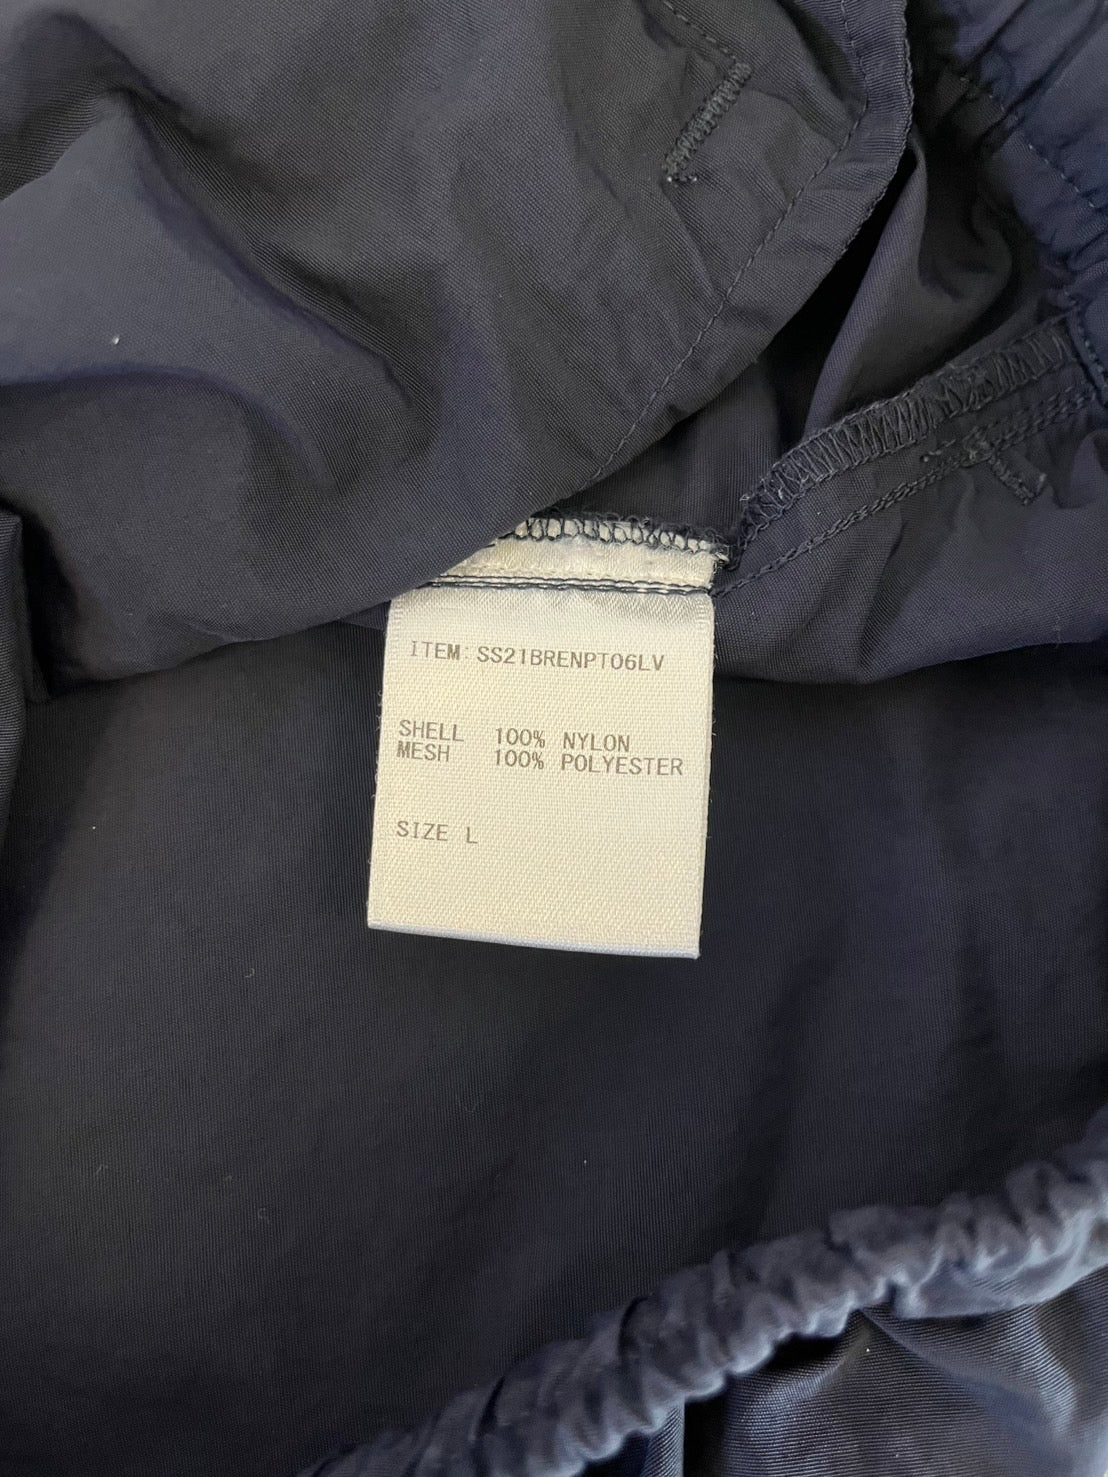 ITEM: SS21BRENPT06LV
SHELL 100% NYLON
MESH 100% POLYESTER
SIZE L